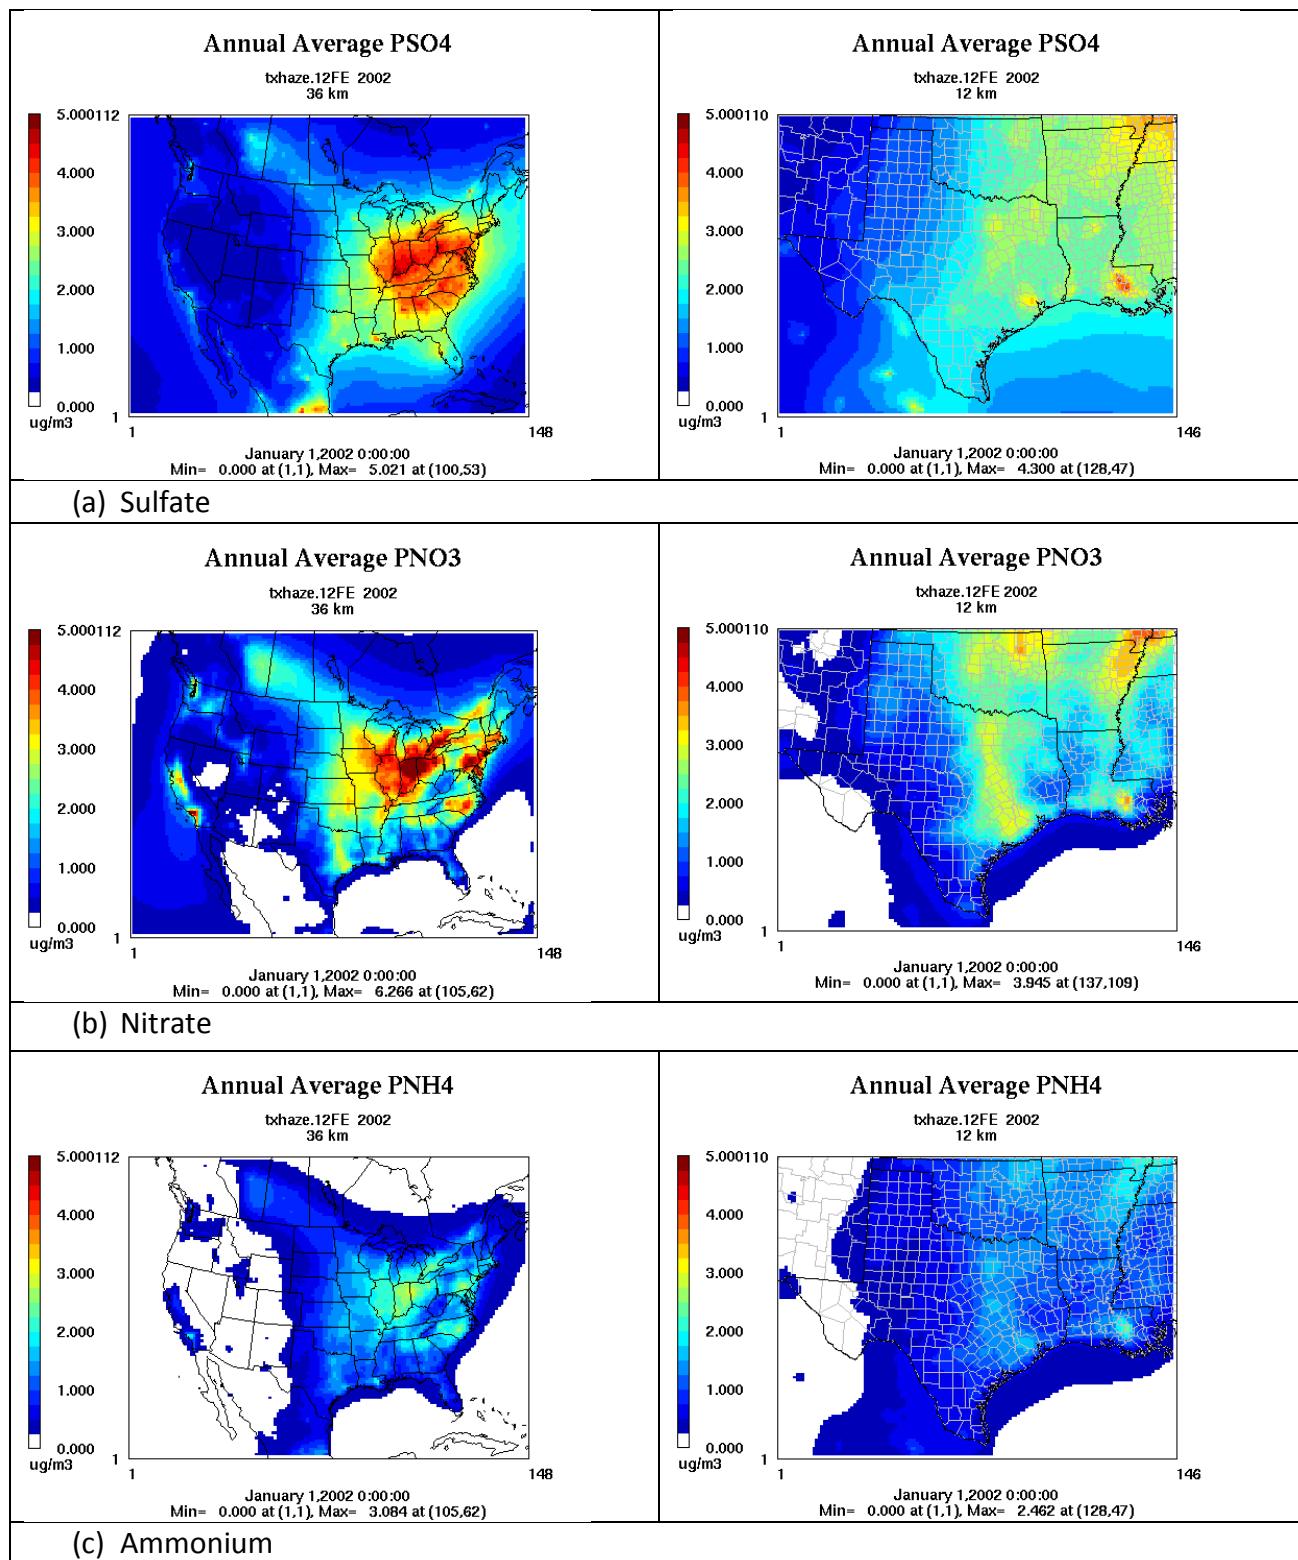 Annual Average PSO4
txhaze.12FE 2002
36 km
5.000
4.000
3.000
2.000
1.000
0.000
ug/m3
112
1
1
148
January 1,2002 0:00:00
Min= 0.000 at (1,1), Max= 5.021 at (100,53)
Annual Average PSO4
txhaze.12FE 2002
12 km
5.000
4.000
3.000
2.000
1.000
0.000
ug/m3
110
1
1
146
January 1,2002 0:00:00
Min= 0.000 at (1,1), Max= 4.300 at (128,47)
(a) Sulfate
Annual Average PNO3
txhaze.12FE 2002
36 km
5.000
4.000
3.000
2.000
1.000
0.000
ug/m3
112
1
1
148
January 1,2002 0:00:00
Min= 0.000 at (1,1), Max= 6.266 at (105,62)
Annual Average PNO3
txhaze.12FE 2002
12 km
5.000
4.000
3.000
2.000
1.000
0.000
ug/m3
110
1
1
146
January 1,2002 0:00:00
Min= 0.000 at (1,1), Max= 3.945 at (137,109)
(b) Nitrate
Annual Average PNH4
txhaze.12FE 2002
36 km
5.000
4.000
3.000
2.000
1.000
0.000
ug/m3
112
1
1
148
January 1,2002 0:00:00
Min= 0.000 at (1,1), Max= 3.084 at (105,62)
Annual Average PNH4
txhaze.12FE 2002
12 km
5.000
4.000
3.000
2.000
1.000
0.000
ug/m3
110
1
1
146
January 1,2002 0:00:00
Min= 0.000 at (1,1), Max= 2.462 at (128,47)
(c) Ammonium